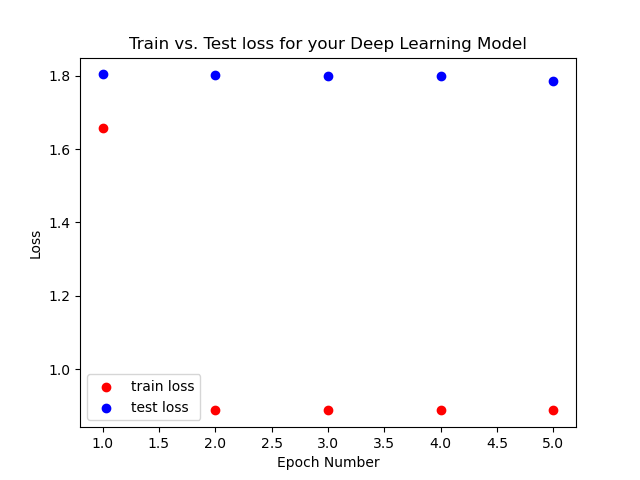 Train vs. Test loss for your Deep Learning Model
1.8
1.6
1.4
1.2
1.0
Loss
train loss
test loss
1.0 1.5 2.0 2.5 3.0 3.5 4.0 4.5 5.0
Epoch Number